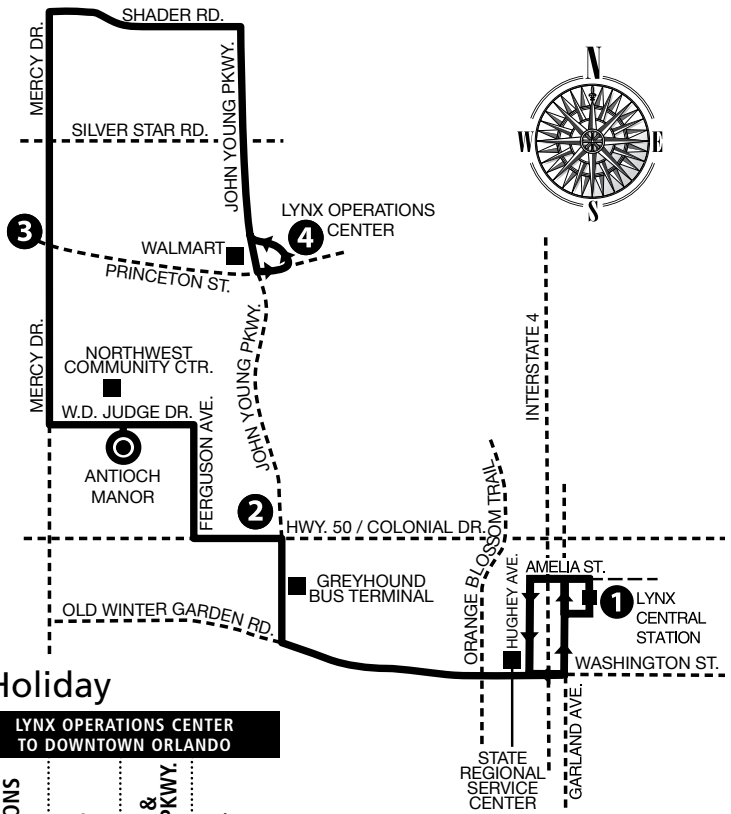 SHADER RD.
MERCY DR.
JOHN YOUNG PKWY.
N
W
E
S
SILVER STAR RD.
3
4
LYNX OPERATIONS
CENTER
WALMART
PRINCETON ST.
INTERSTATE 4
MERCY DR.
NORTHWEST
COMMUNITY CTR.
JOHN YOUNG PKWY.
W.D. JUDGE DR.
FERGUSON AVE.
ANTIOCH
MANOR
2
HWY. 50 / COLONIAL DR.
ORANGE BLOSSOM TRAIL
HUGHEY AVE.
AMELIA ST.
GREYHOUND
BUS TERMINAL
1
LYNX
CENTRAL
STATION
OLD WINTER GARDEN RD.
WASHINGTON ST.
GARLAND AVE.
STATE
REGIONAL
SERVICE
CENTER
Holiday
LYNX OPERATIONS CENTER
TO DOWNTOWN ORLANDO
ONS
&
PKWY.